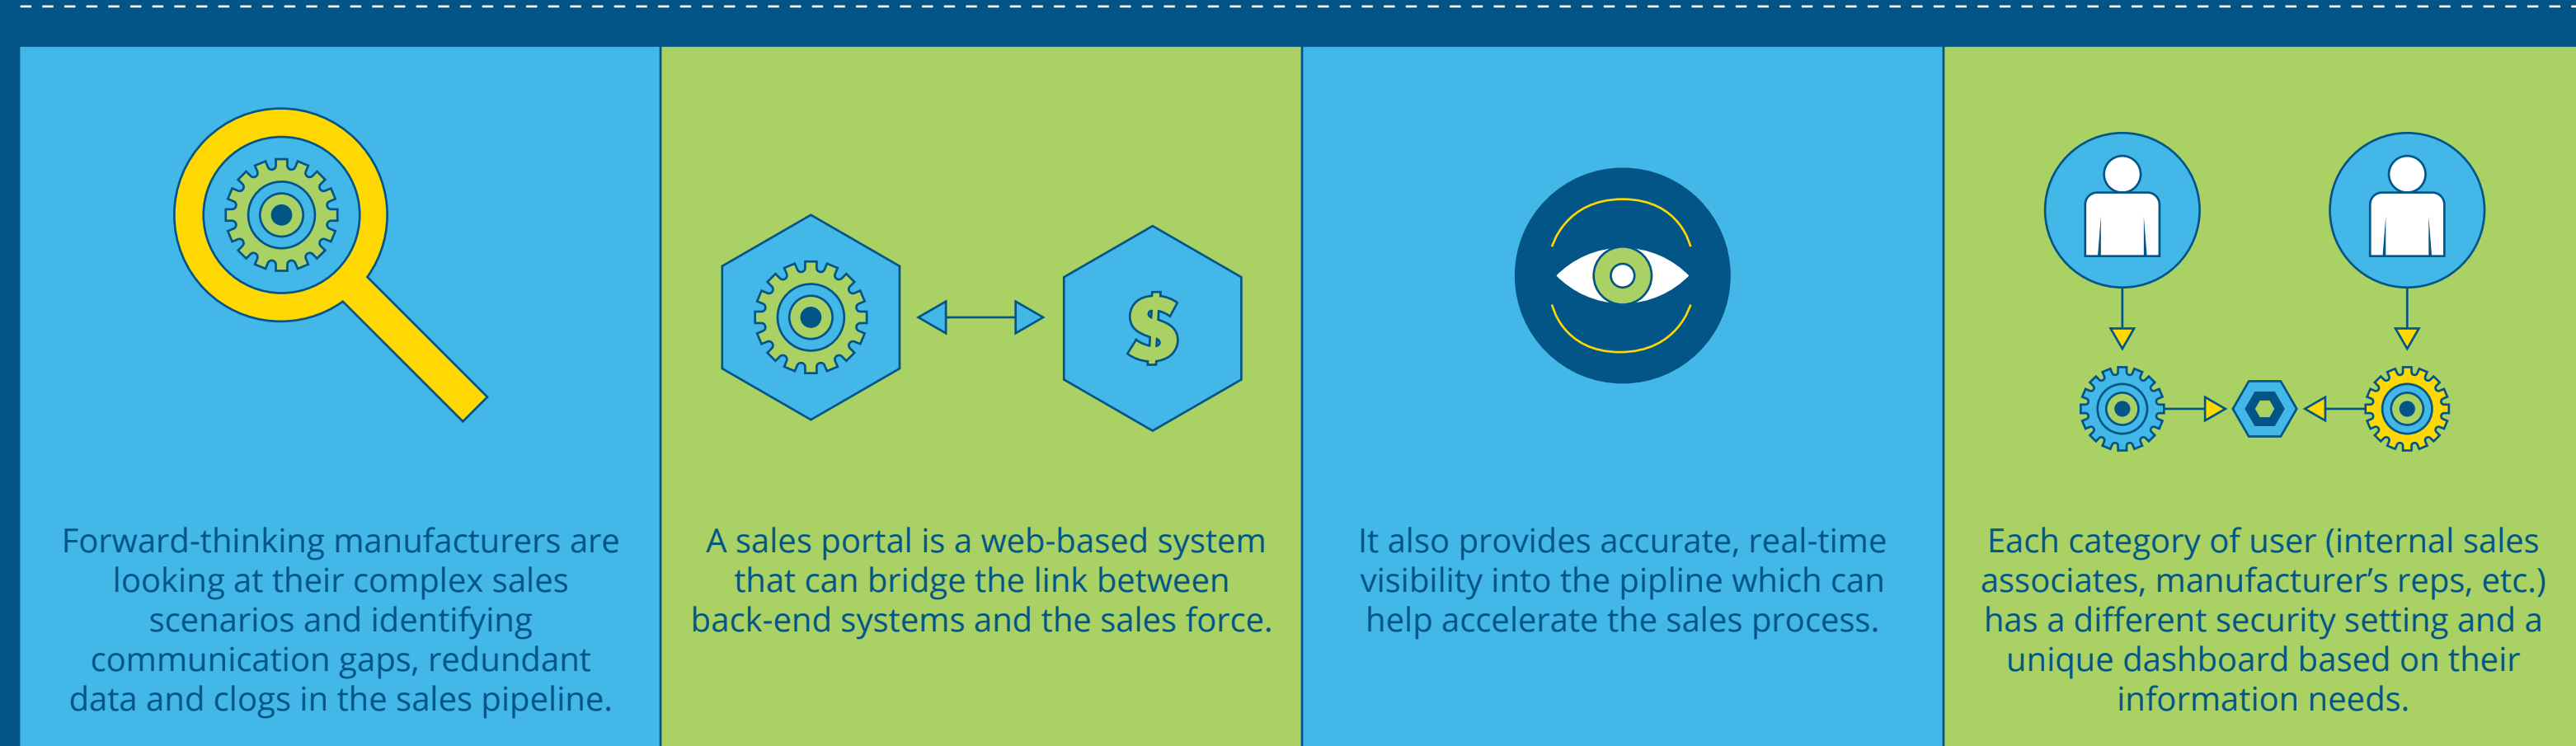 $
Forward-thinking manufacturers are
looking at their complex sales
scenarios and identifying
communication gaps, redundant
data and clogs in the sales pipeline.
A sales portal is a web-based system
that can bridge the link between
back-end systems and the sales force.
It also provides accurate, real-time
visibility into the pipline which can
help accelerate the sales process.
Each category of user (internal sales
associates, manufacturer’s reps, etc.)
has a different security setting and a
unique dashboard based on their
information needs.